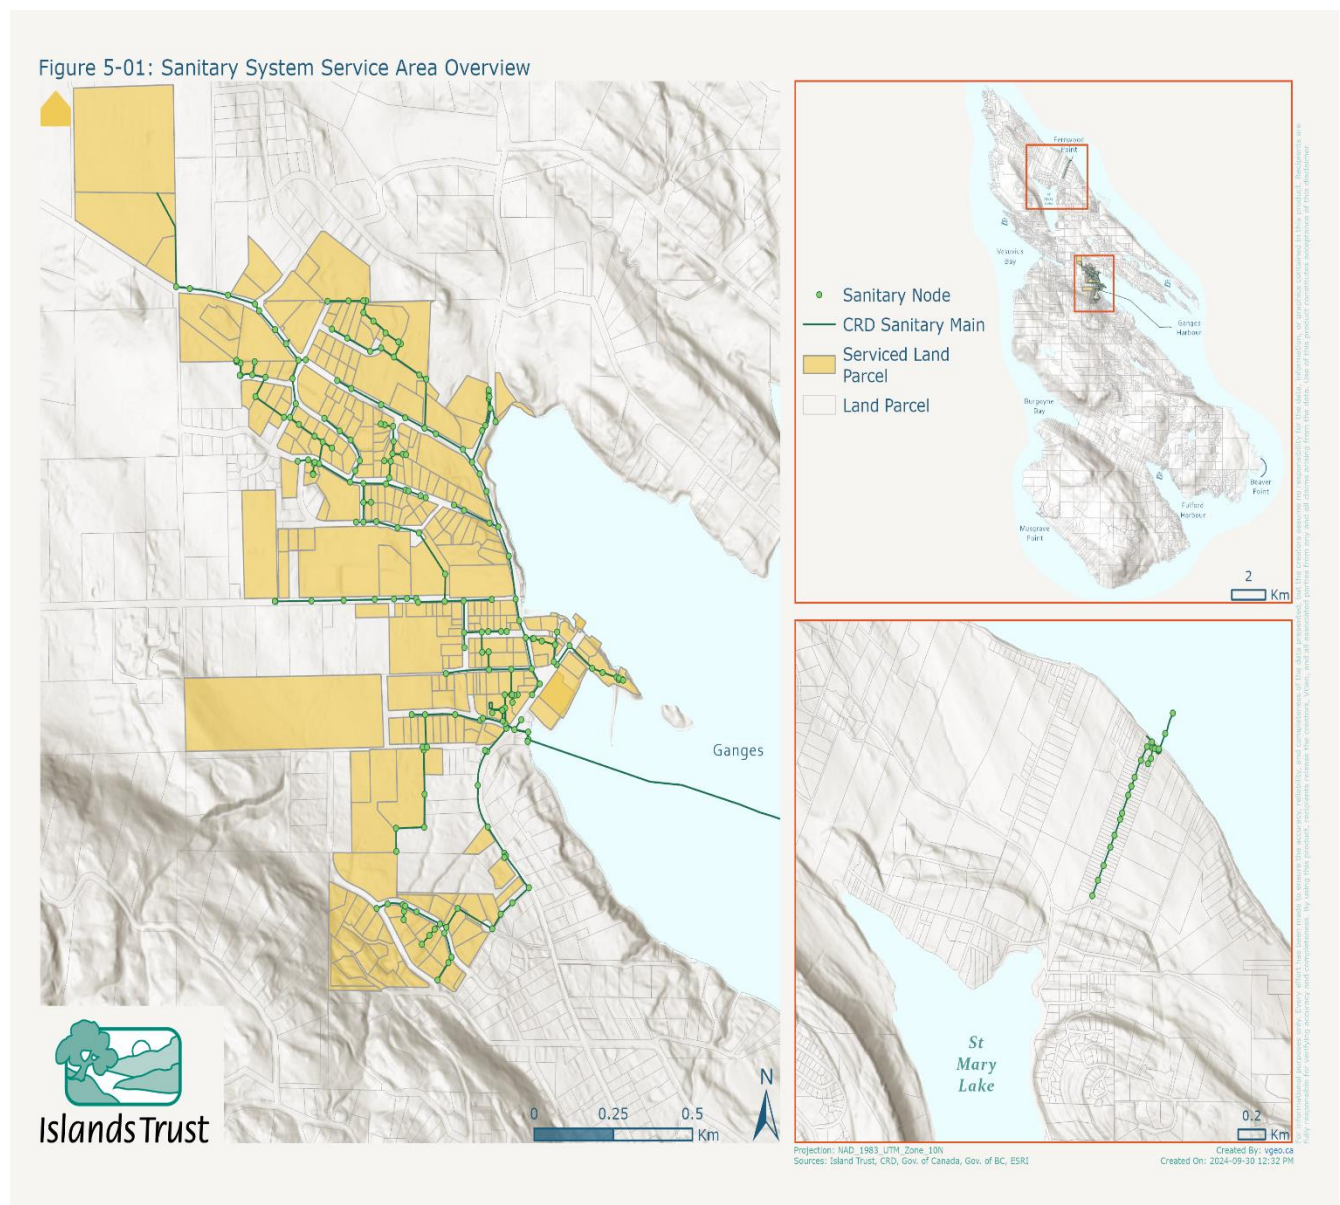 Figure 5-01: Sanitary System Service Area Overview
Fernwood
Point
Vesuvius
Bay
Ganges
Harbour
Sanitary Node
CRD Sanitary Main
Serviced Land
Parcel
Land Parcel
Burgoyne
Bay
Beaver
Point
Fulford
Harbour
Musgrave
Point
2
Km
Ganges
St
Mary
Lake
N
0 0.25 0.5
Km
0.2
Km
Islands Trust
Projection: NAD_1983_UTM_Zone_10N
Sources: Island Trust, CRD, Gov. of Canada, Gov. of BC, ESRI
Created By: vgeo.ca
Created On: 2024-09-30 12:32 PM